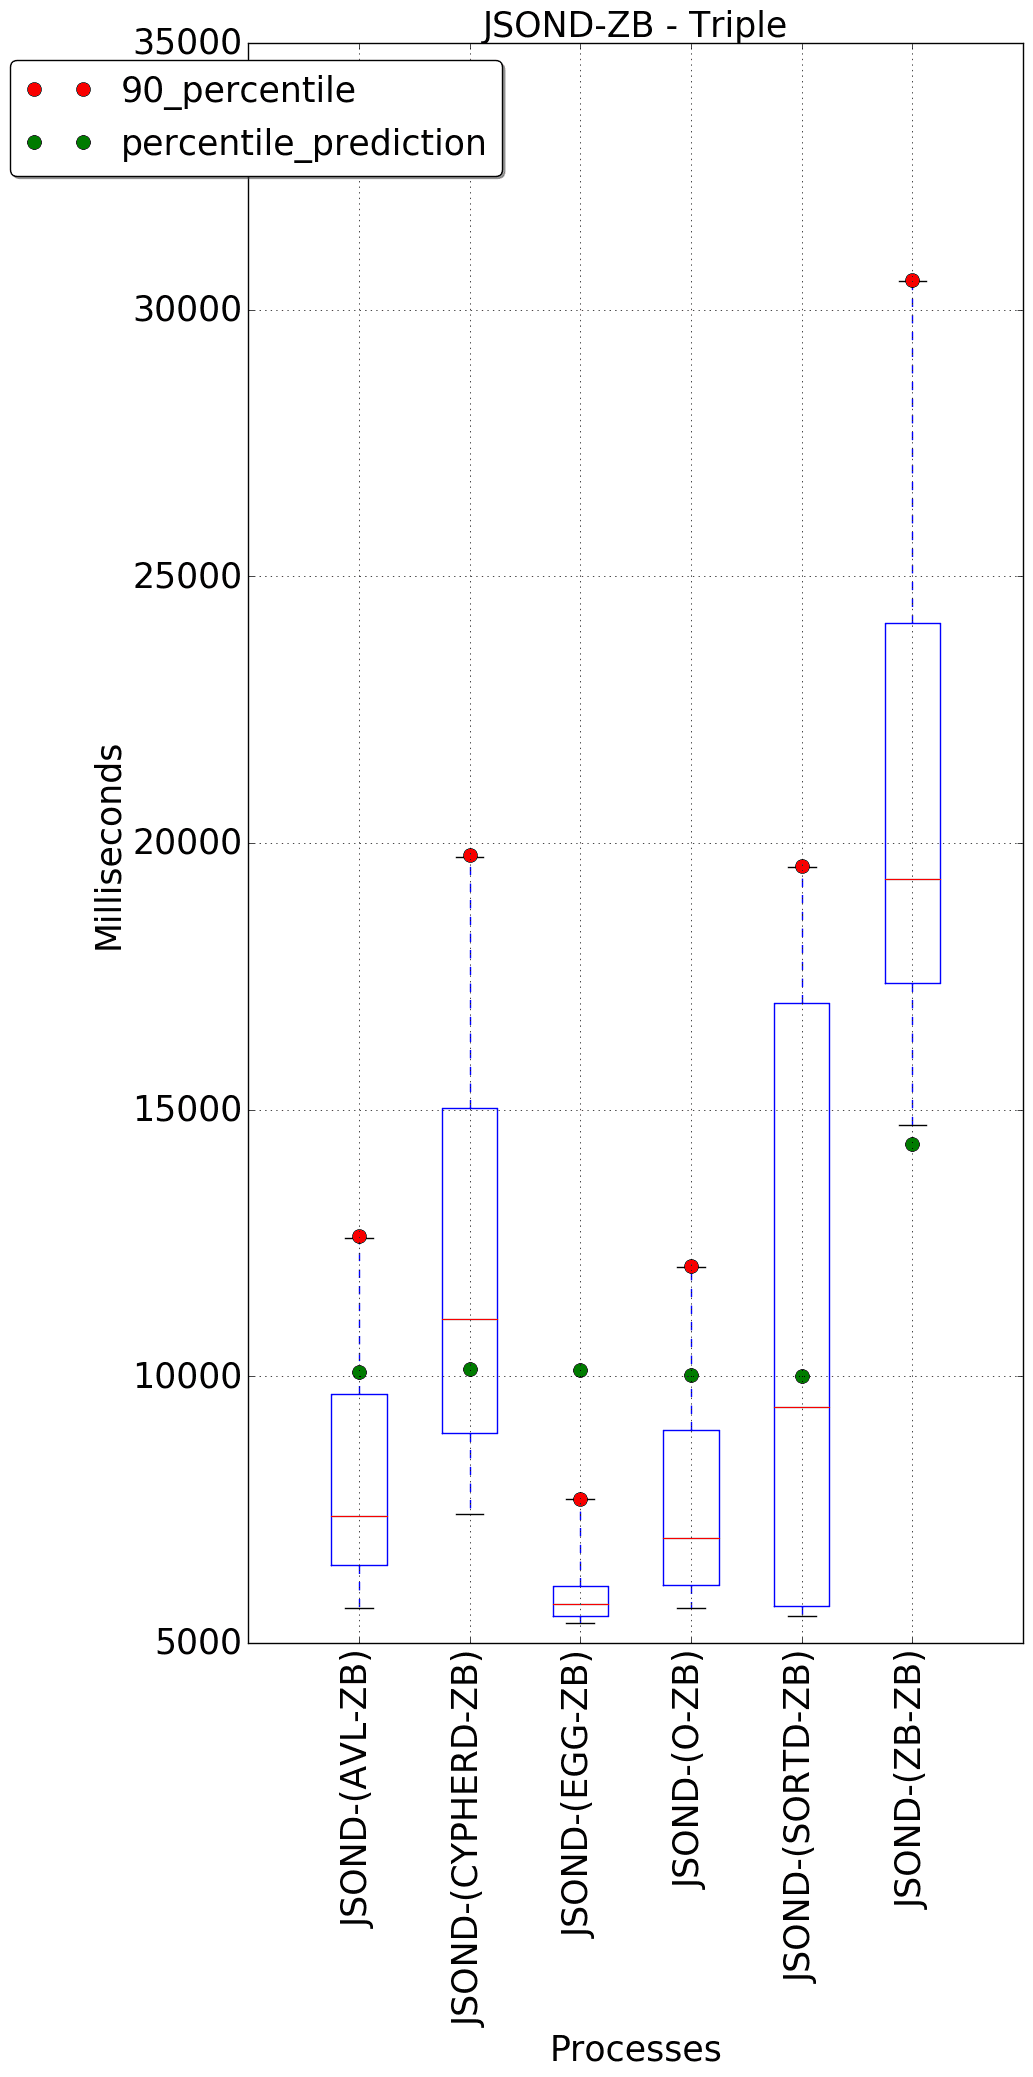 JSOND-ZB - Triple
90_percentile
percentile_prediction
35000
30000
25000
20000
15000
10000
5000
Milliseconds
JSOND-(AVL-ZB)
JSOND-(CYPHERD-ZB)
JSOND-(EGG-ZB)
JSOND-(O-ZB)
JSOND-(SORTD-ZB)
JSOND-(ZB-ZB)
Processes